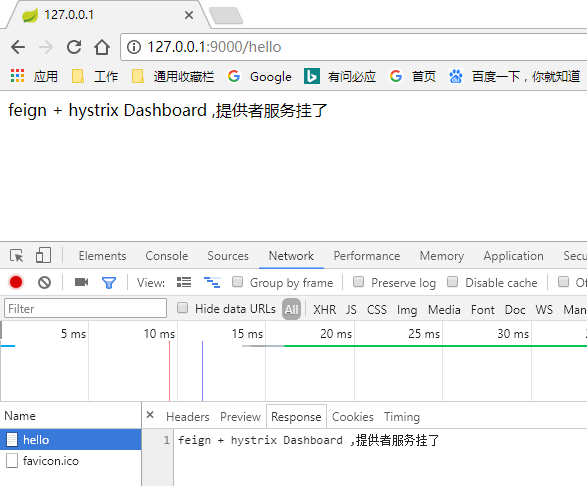 127.0.0.1
127.0.0.1:9000/hello
应用 工作 通用收藏栏 Google 有问必应 首页 百度一下，你就知道
feign + hystrix Dashboard ,提供者服务挂了
Elements Console Sources Network Performance Memory Application Secu
View: Group by frame Preserve log Disable cache Of
Filter Hide data URLs All XHR JS CSS Img Media Font Doc WS Man
5 ms 10 ms 15 ms 20 ms 25 ms 30 ms
Name Headers Preview Response Cookies Timing
hello 1 feign + hystrix Dashboard ,提供者服务挂了
favicon.ico